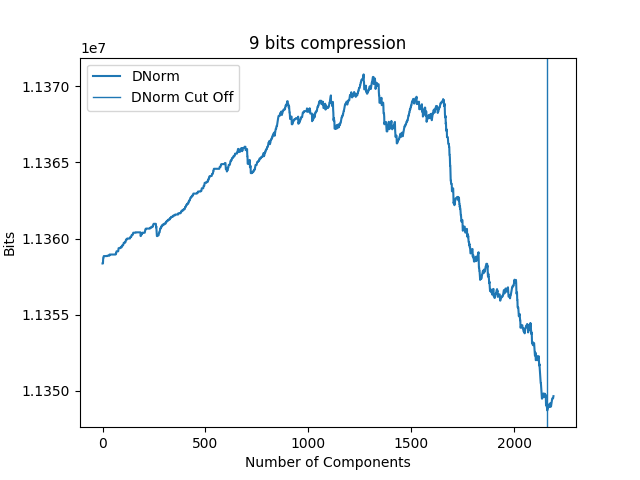 9 bits compression
1e7
DNorm
DNorm Cut Off
1.1370
1.1365
1.1360
1.1355
1.1350
Bits
0 500 1000 1500 2000
Number of Components